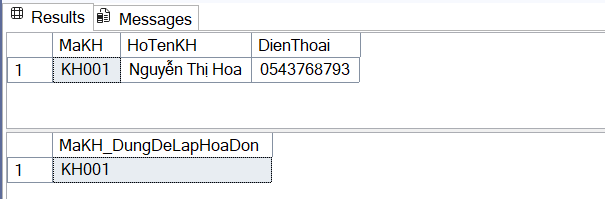 Results Messages
MaKH HoTenKH DienThoai
1 KH001 Nguyễn Thị Hoa 0543768793
MaKH_DungDeLapHoaDon
1 KH001